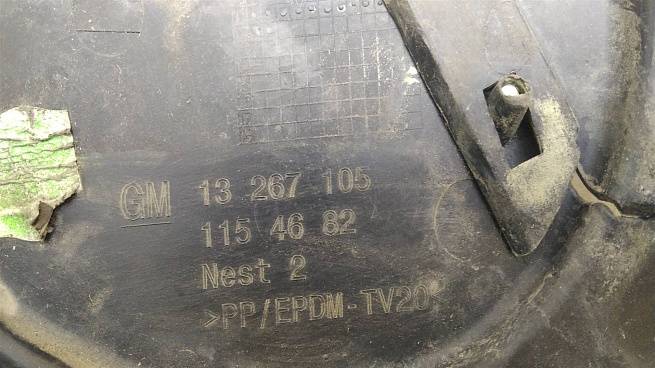 GM 13 267 105
115 46 82
Nest 2
>PP/EPDM-TV20<